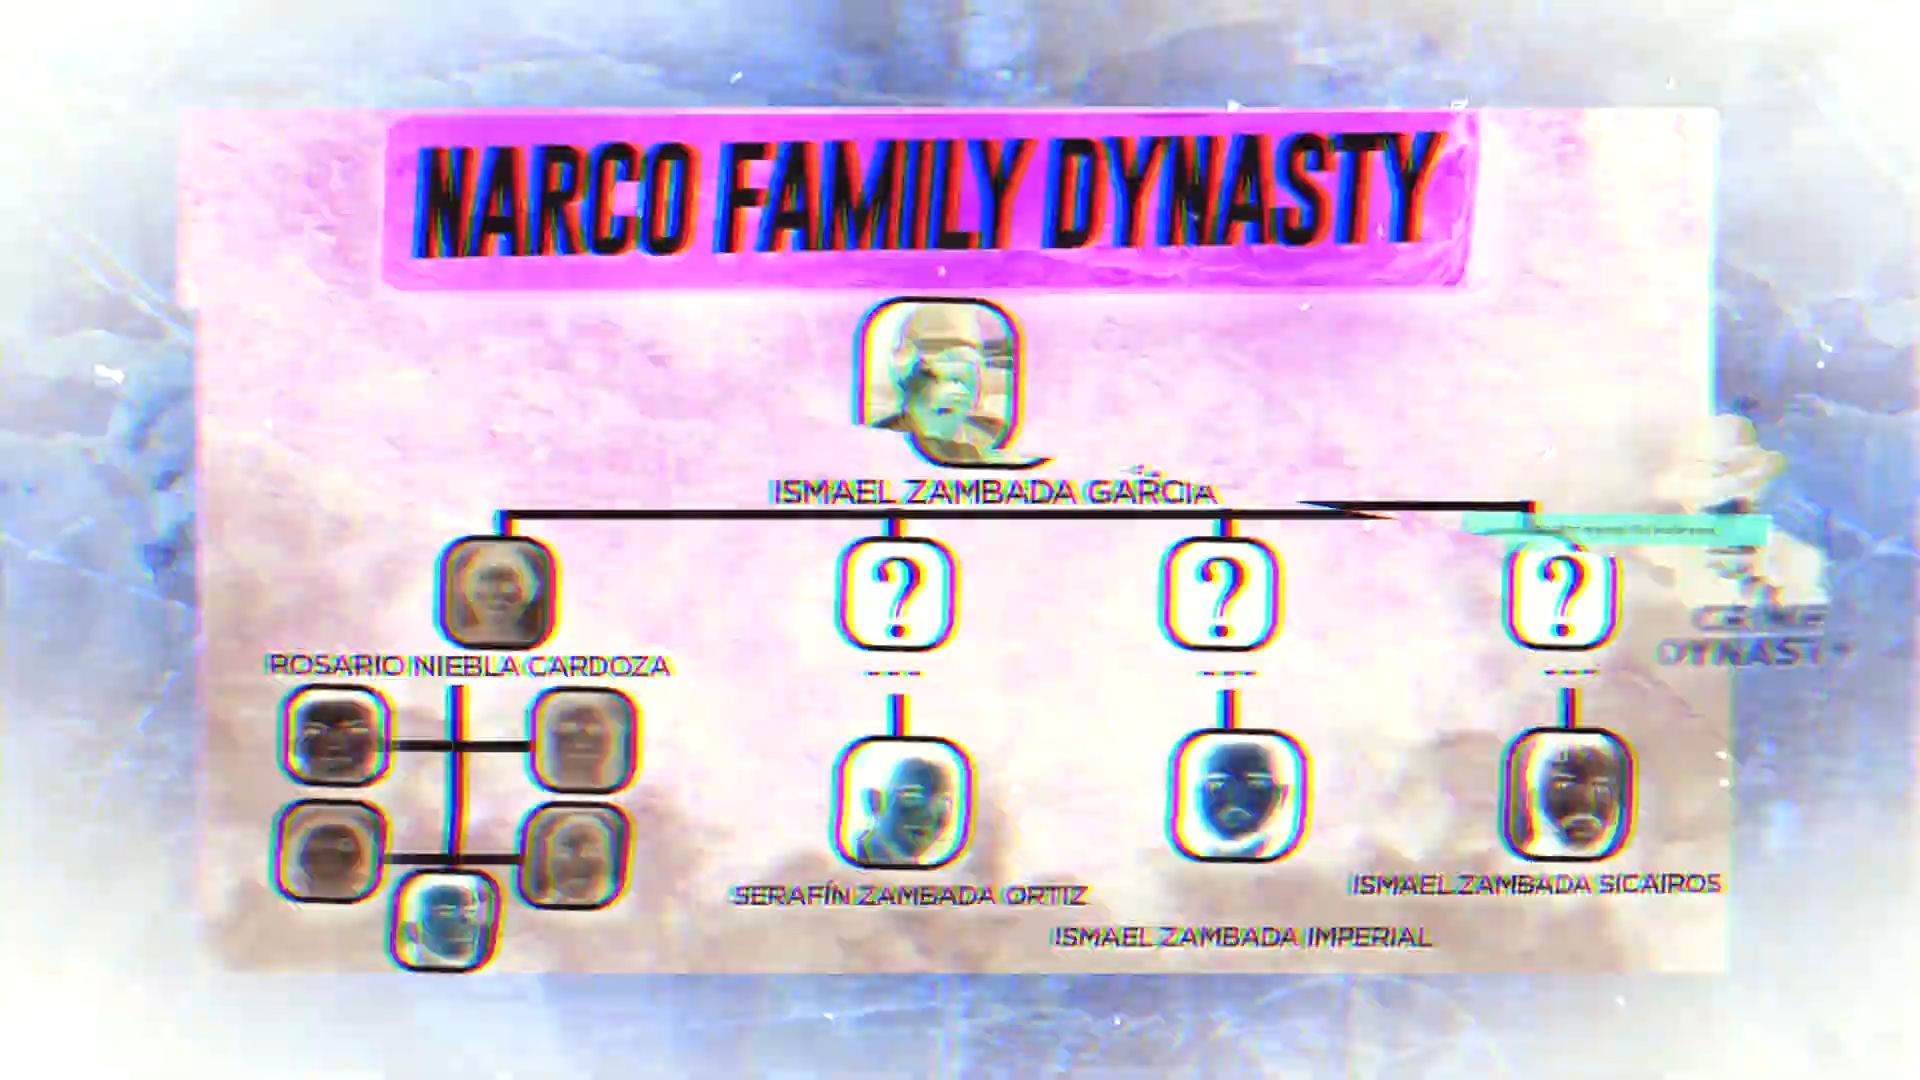 NARCO FAMILY DYNASTY
ISMAEL ZAMBADA GARCIA
? ? ?
ROSARIO NIEBLA CARDOZA
--- --- ---
SERAFÍN ZAMBADA ORTIZ
ISMAEL ZAMBADA SICAIROS
ISMAEL ZAMBADA IMPERIAL
CRIME
DYNASTY